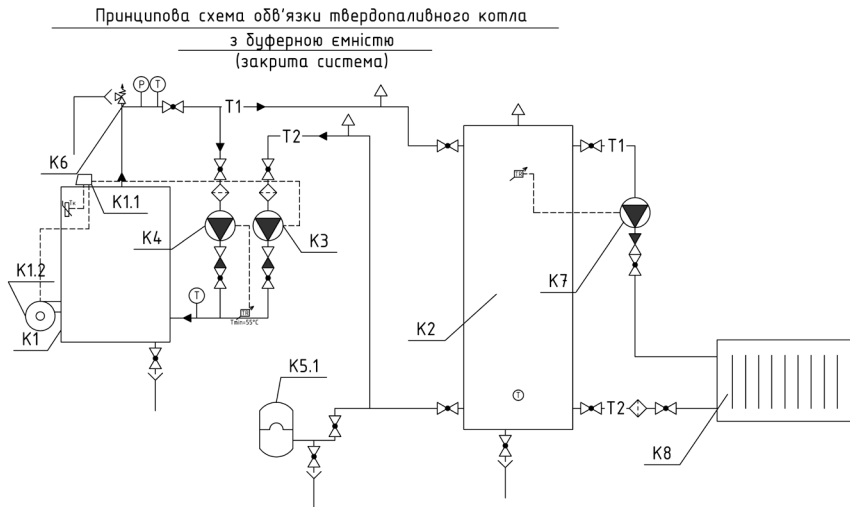 Принципова схема обв'язки твердопаливного котла
з буферною ємністю
(закрита система)
P T
T1
T2
T1
K6
K1.1
Tк
K4
K3
K7
K1.2
T
Tmin=55°C
K1
K2
K5.1
T
T2
K8